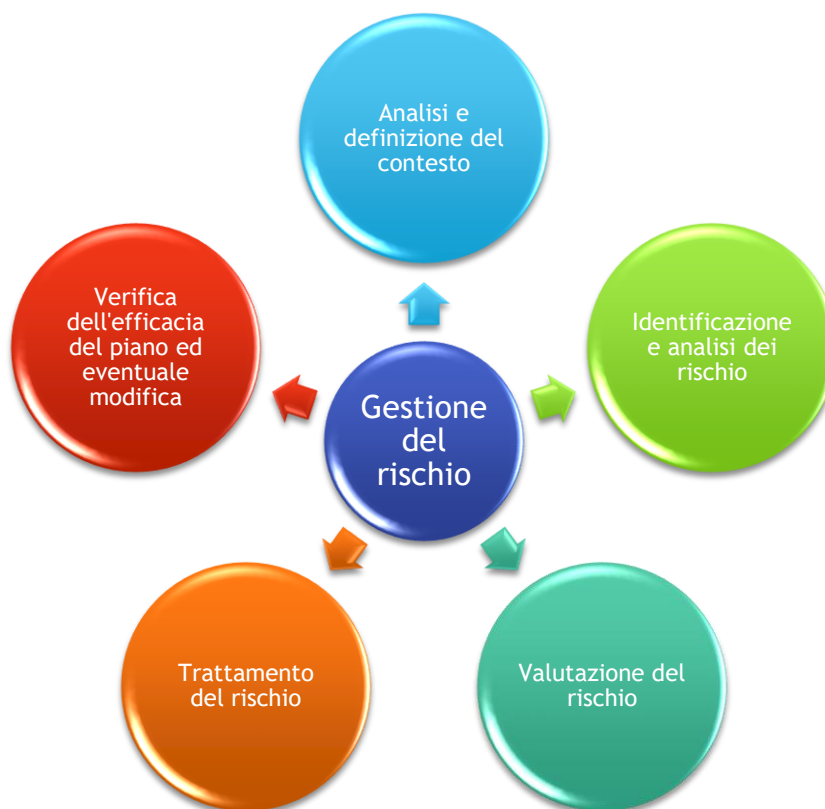 Analisi e
definizione del
contesto
Verifica
dell'efficacia
del piano ed
eventuale
modifica
Identificazione
e analisi dei
rischio
Gestione
del
rischio
Trattamento
del rischio
Valutazione del
rischio